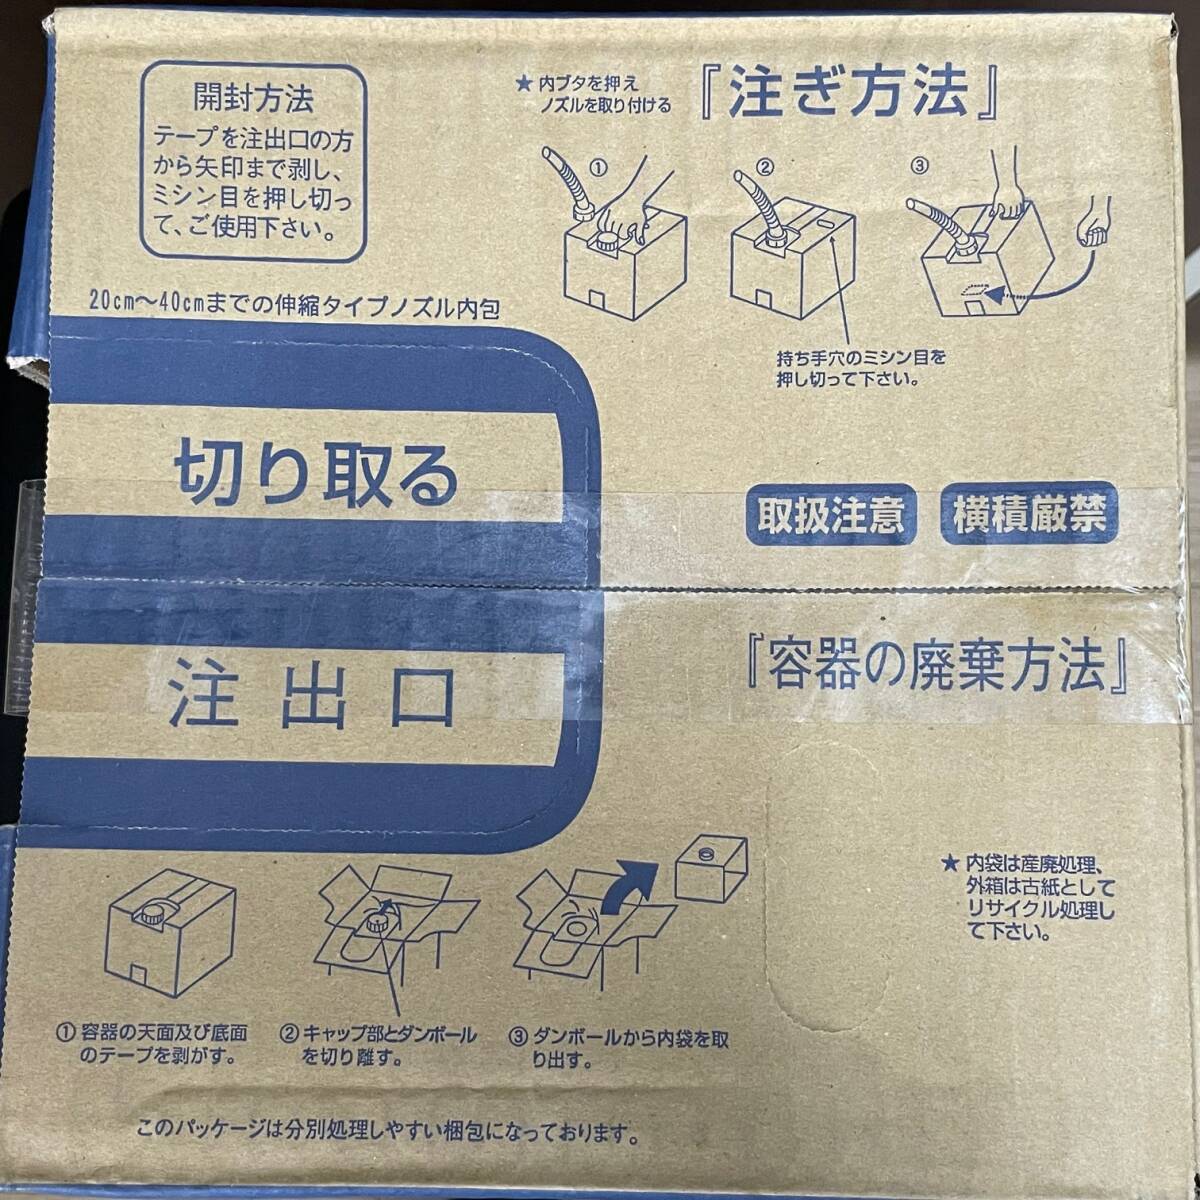 開封方法
テープを注出口の方
から矢印まで剥し、
ミシン目を押し切っ
て、ご使用下さい。
20cm～40cmまでの伸縮タイプノズル内包
★内ブタを押え
ノズルを取り付ける
『注ぎ方法』
① ② ③
持ち手穴のミシン目を
押し切って下さい。
切り取る
注出口
取扱注意 横積厳禁
『容器の廃棄方法』
★内袋は産廃処理、
外箱は古紙として
リサイクル処理し
て下さい。
①容器の天面及び底面
のテープを剥がす。
②キャップ部とダンボール
を切り離す。
③ダンボールから内袋を取
り出す。
このパッケージは分別処理しやすい梱包になっております。